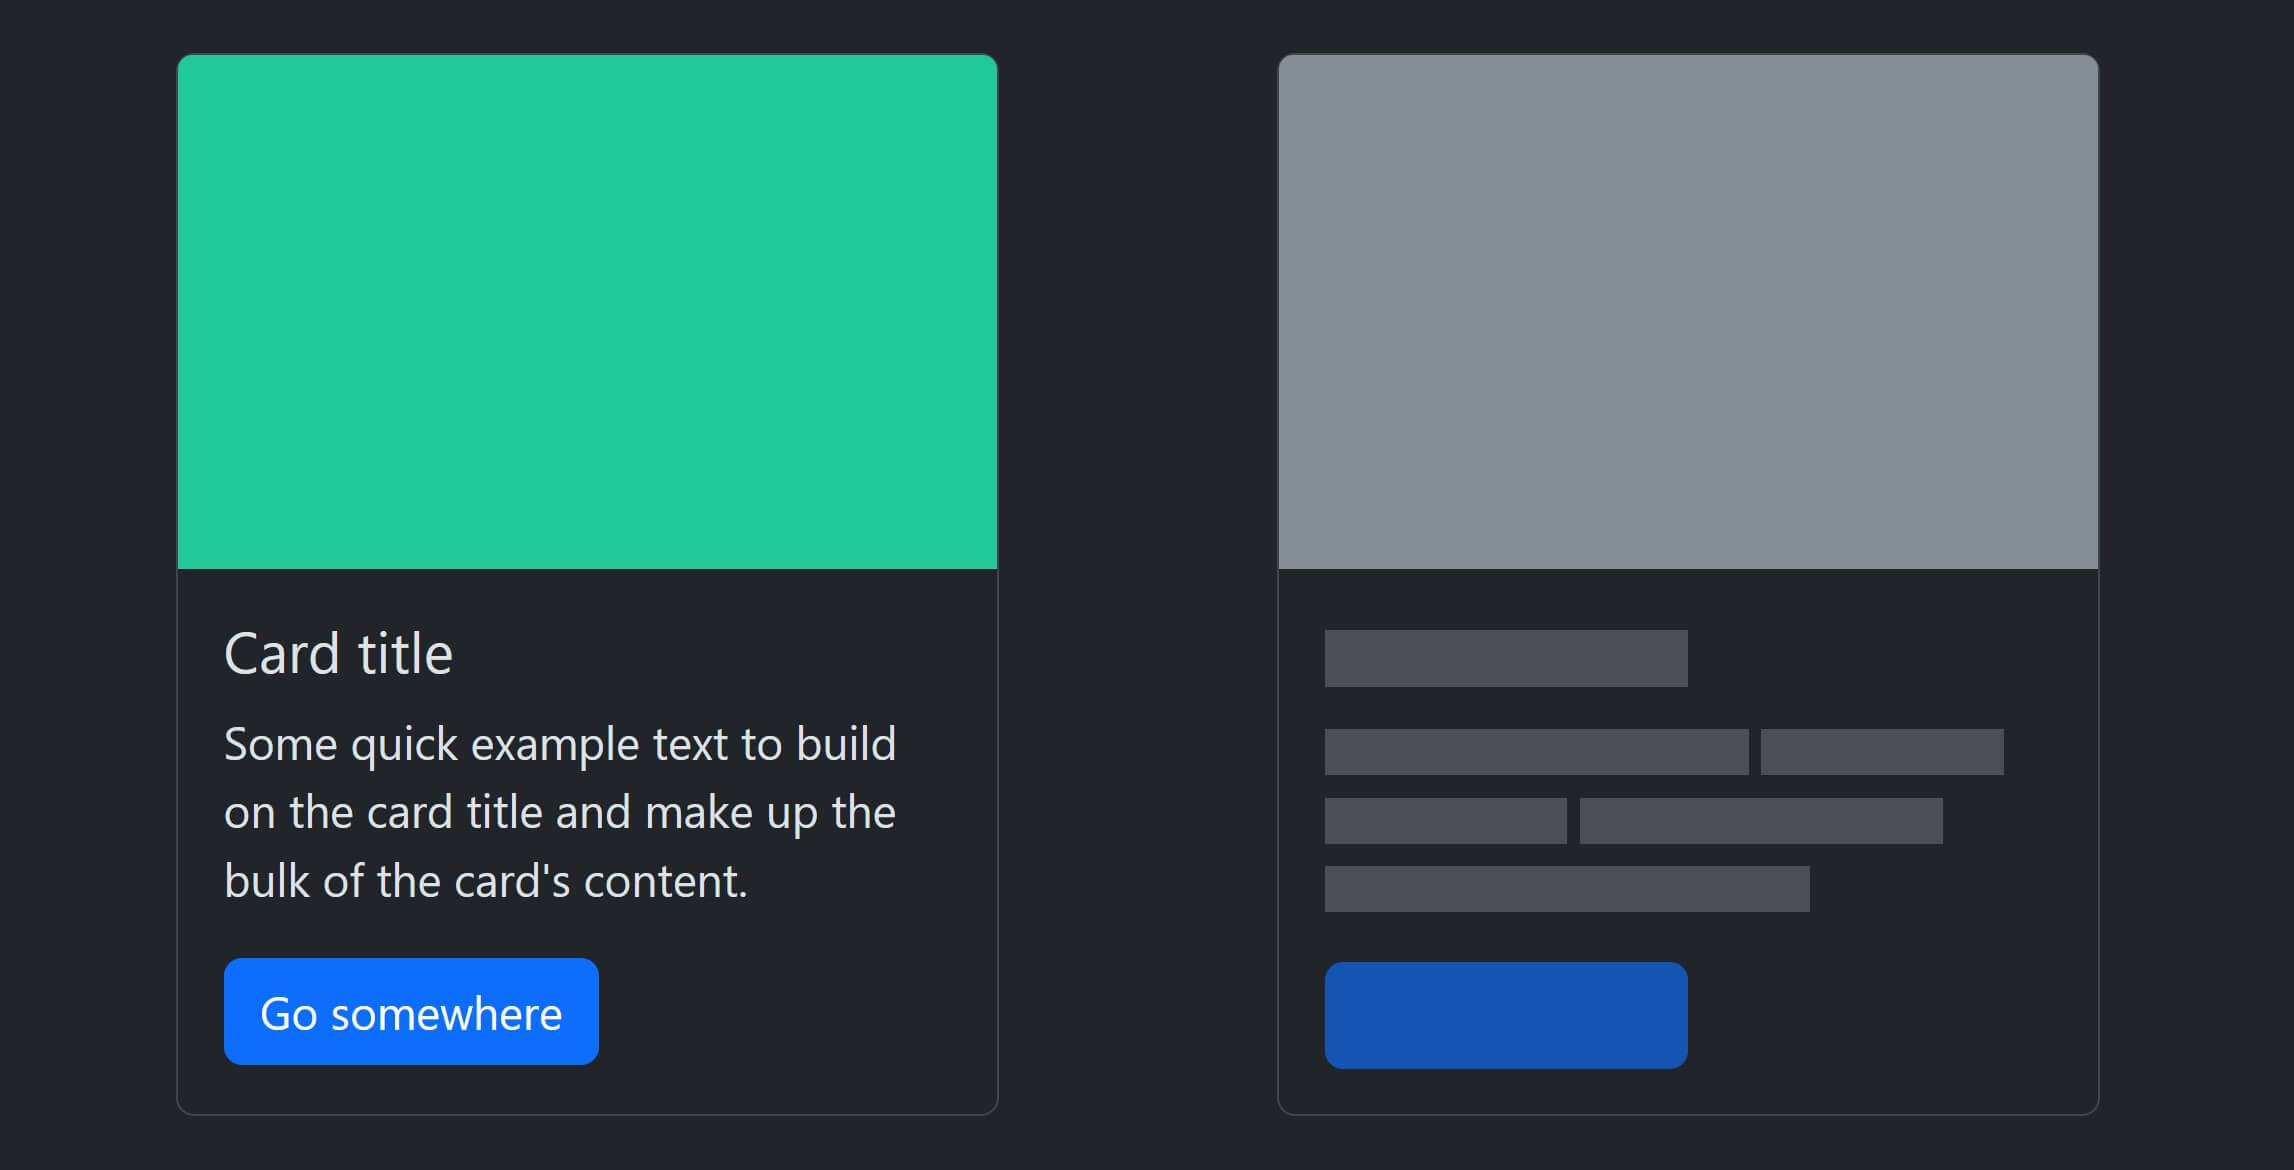 Card title
Some quick example text to build
on the card title and make up the
bulk of the card's content.
Go somewhere